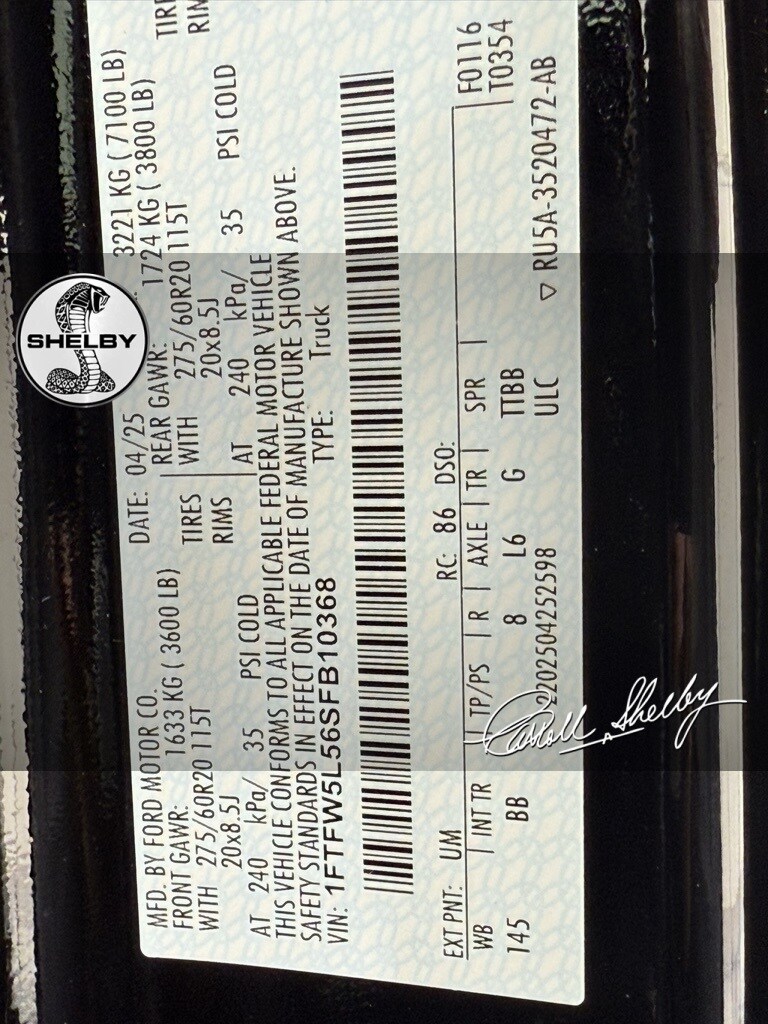 MFD. BY FORD MOTOR CO.
DATE: 04/25
3221 KG ( 7100 LB)
FRONT GAWR:
1633 KG ( 3600 LB)
REAR GAWR:
1724 KG ( 3800 LB)
WITH 275/60R20 115T
TIRES
WITH 275/60R20 115T
20x8.5J
RIMS
20x8.5J
AT 240 kPa/ 35 PSI COLD
AT 240 kPa/ 35 PSI COLD
THIS VEHICLE CONFORMS TO ALL APPLICABLE FEDERAL MOTOR VEHICLE
SAFETY STANDARDS IN EFFECT ON THE DATE OF MANUFACTURE SHOWN ABOVE.
VIN: 1FTFW5L56SFB10368
TYPE: Truck
EXT PNT: UM
RC: 86 DSO:
F0116
WB | INT TR | TP/PS | R | AXLE | TR | SPR |
T0354
145 BB 8 L6 G TTBB
2202504252598
ULC
▽ RU5A-3520472-AB
SHELBY
Carroll Shelby